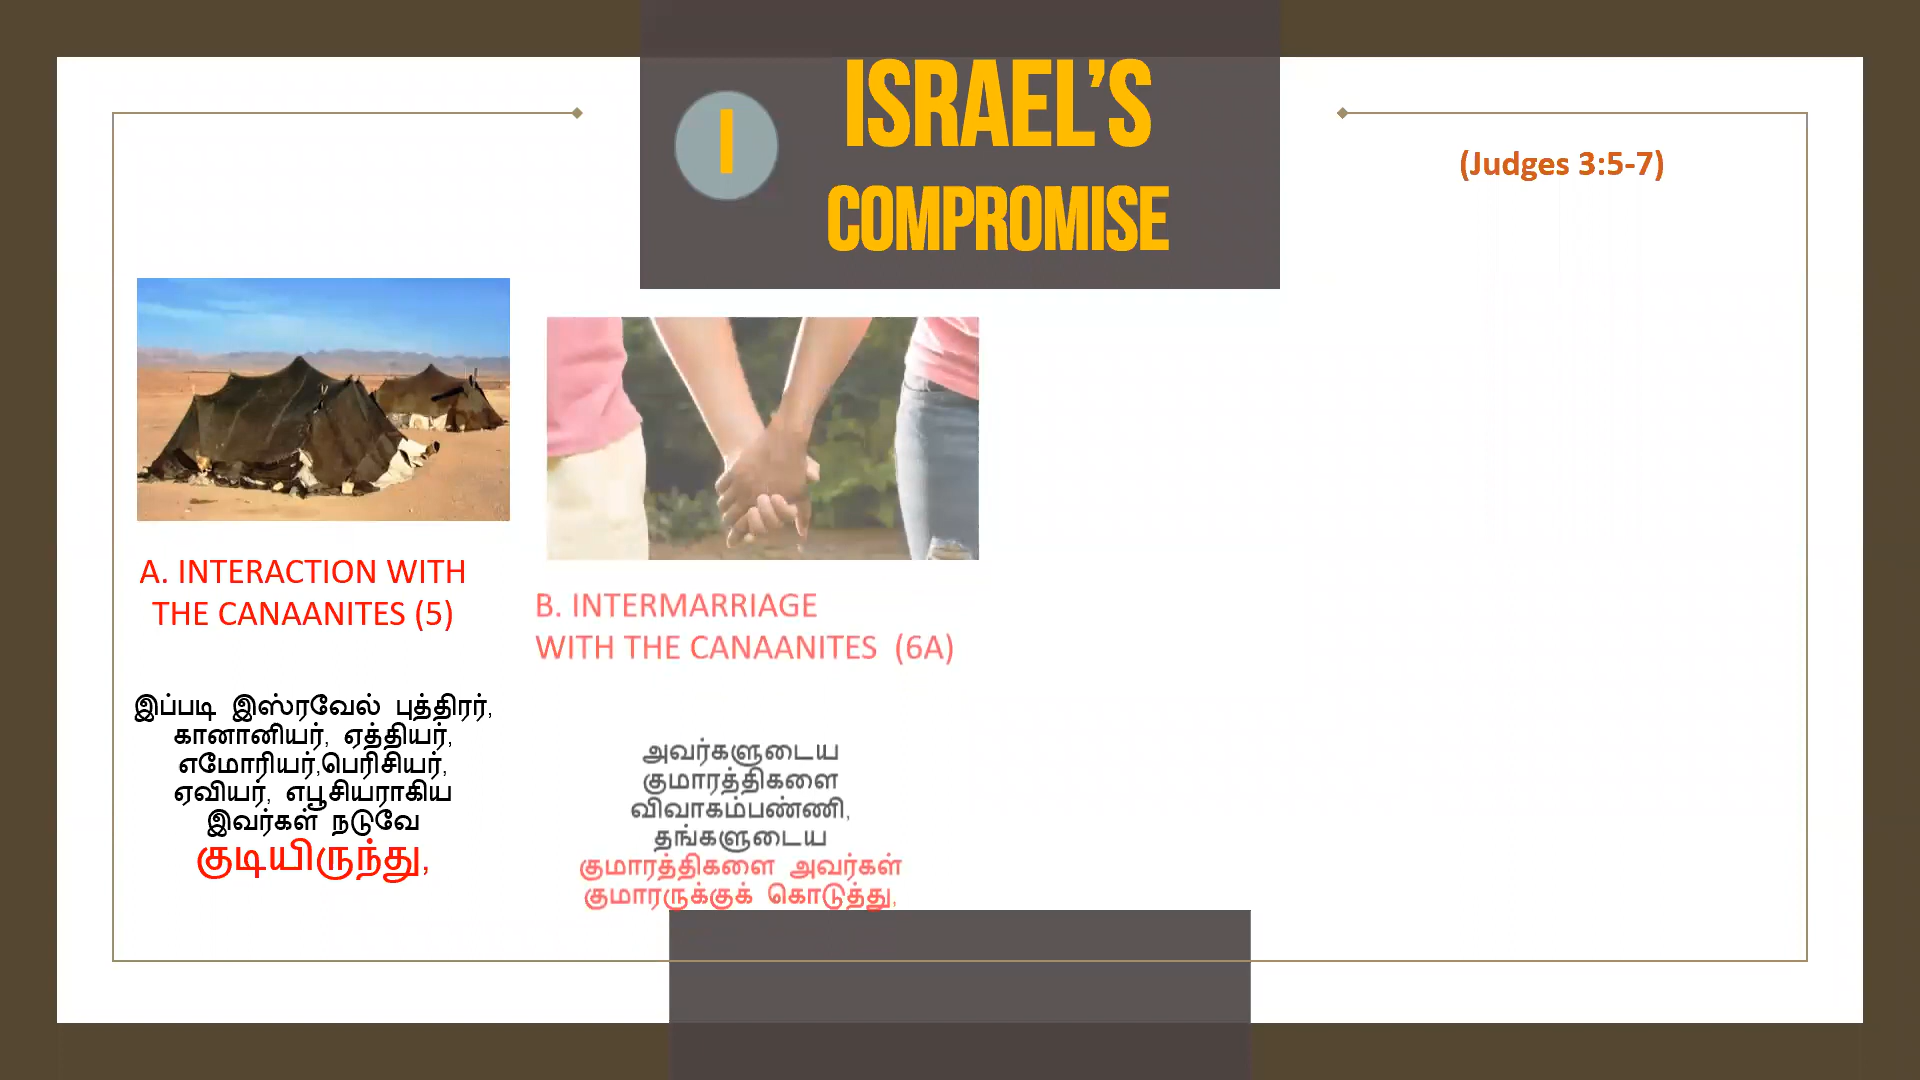 I
ISRAEL’S
COMPROMISE
(Judges 3:5-7)
A. INTERACTION WITH
THE CANAANITES (5)
இப்படி இஸ்ரவேல் புத்திரர்,
கானானியர், ஏத்தியர்,
எமோரியர்,பெரிசியர்,
ஏவியர், எபூசியராகிய
இவர்கள் நடுவே
குடியிருந்து,
B. INTERMARRIAGE
WITH THE CANAANITES (6A)
அவர்களுடைய
குமாரத்திகளை
விவாகம்பண்ணி,
தங்களுடைய
குமாரத்திகளை அவர்கள்
குமாரருக்குக் கொடுத்து,